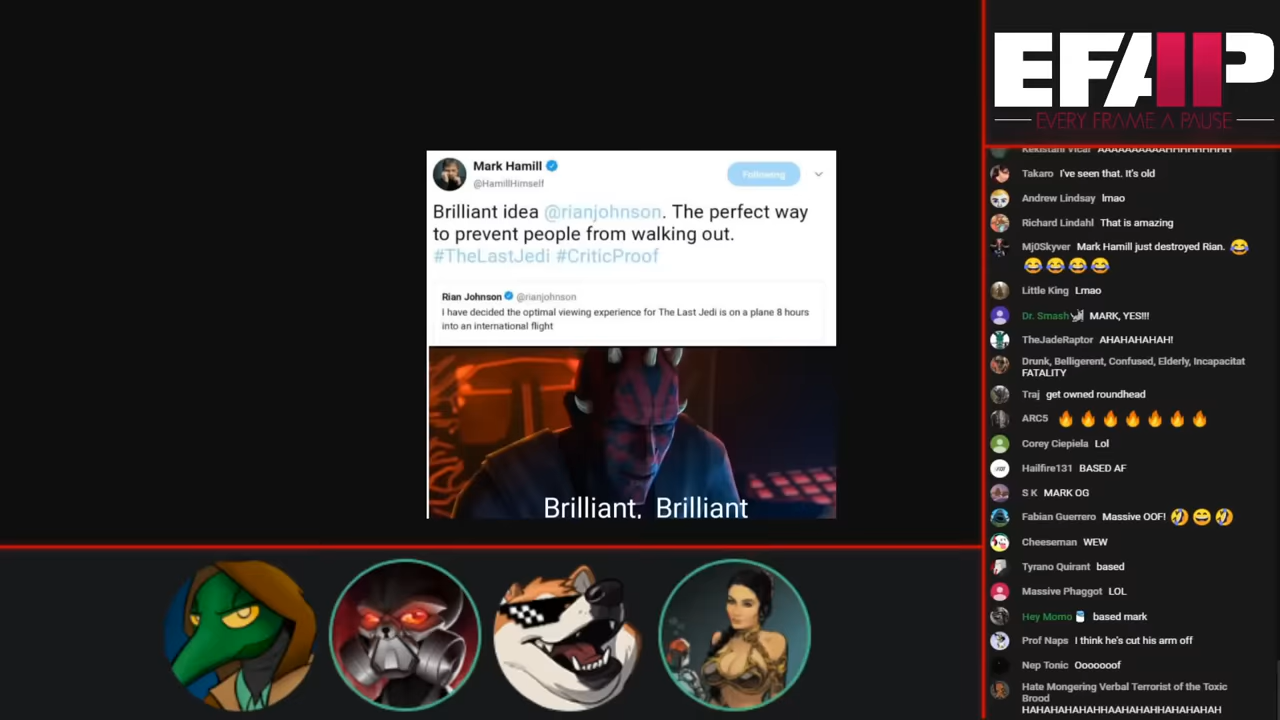 Mark Hamill
@HamillHimself
Following
Brilliant idea @rianjohnson. The perfect way
to prevent people from walking out.
#TheLastJedi #CriticProof
Rian Johnson @rianjohnson
I have decided the optimal viewing experience for The Last Jedi is on a plane 8 hours
into an international flight
Brilliant, Brilliant
EFAP
EVERY FRAME A PAUSE
Kekistani Vicar AAAAAAAAAAHHHHHHHHH
Takaro I've seen that. It's old
Andrew Lindsay lmao
Richard Lindahl That is amazing
Mj0Skyver Mark Hamill just destroyed Rian. 😂
😂😂😂😂
Little King Lmao
Dr. Smash MARK, YES!!!
TheJadeRaptor AHAHAHAHAH!
Drunk, Belligerent, Confused, Elderly, Incapacitat
FATALITY
Traj get owned roundhead
ARC5 🔥🔥🔥🔥🔥🔥🔥
Corey Ciepiela Lol
Hailfire131 BASED AF
S K MARK OG
Fabian Guerrero Massive OOF! 🤣😄🤣
Cheeseman WEW
Tyrano Quirant based
Massive Phaggot LOL
Hey Momo based mark
Prof Naps I think he's cut his arm off
Nep Tonic Ooooooof
Hate Mongering Verbal Terrorist of the Toxic
Brood
HAHAHAHAHAHHAAHAHAHHAHAHAHAH